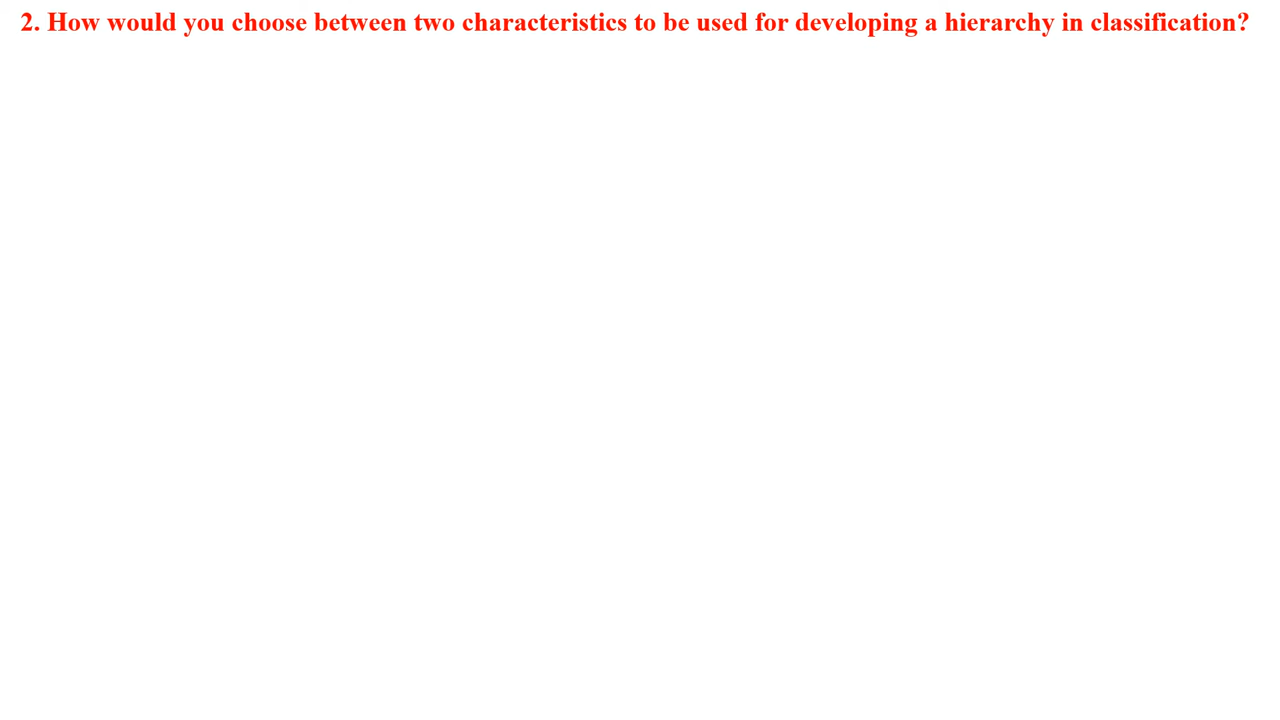 2. How would you choose between two characteristics to be used for developing a hierarchy in classification?